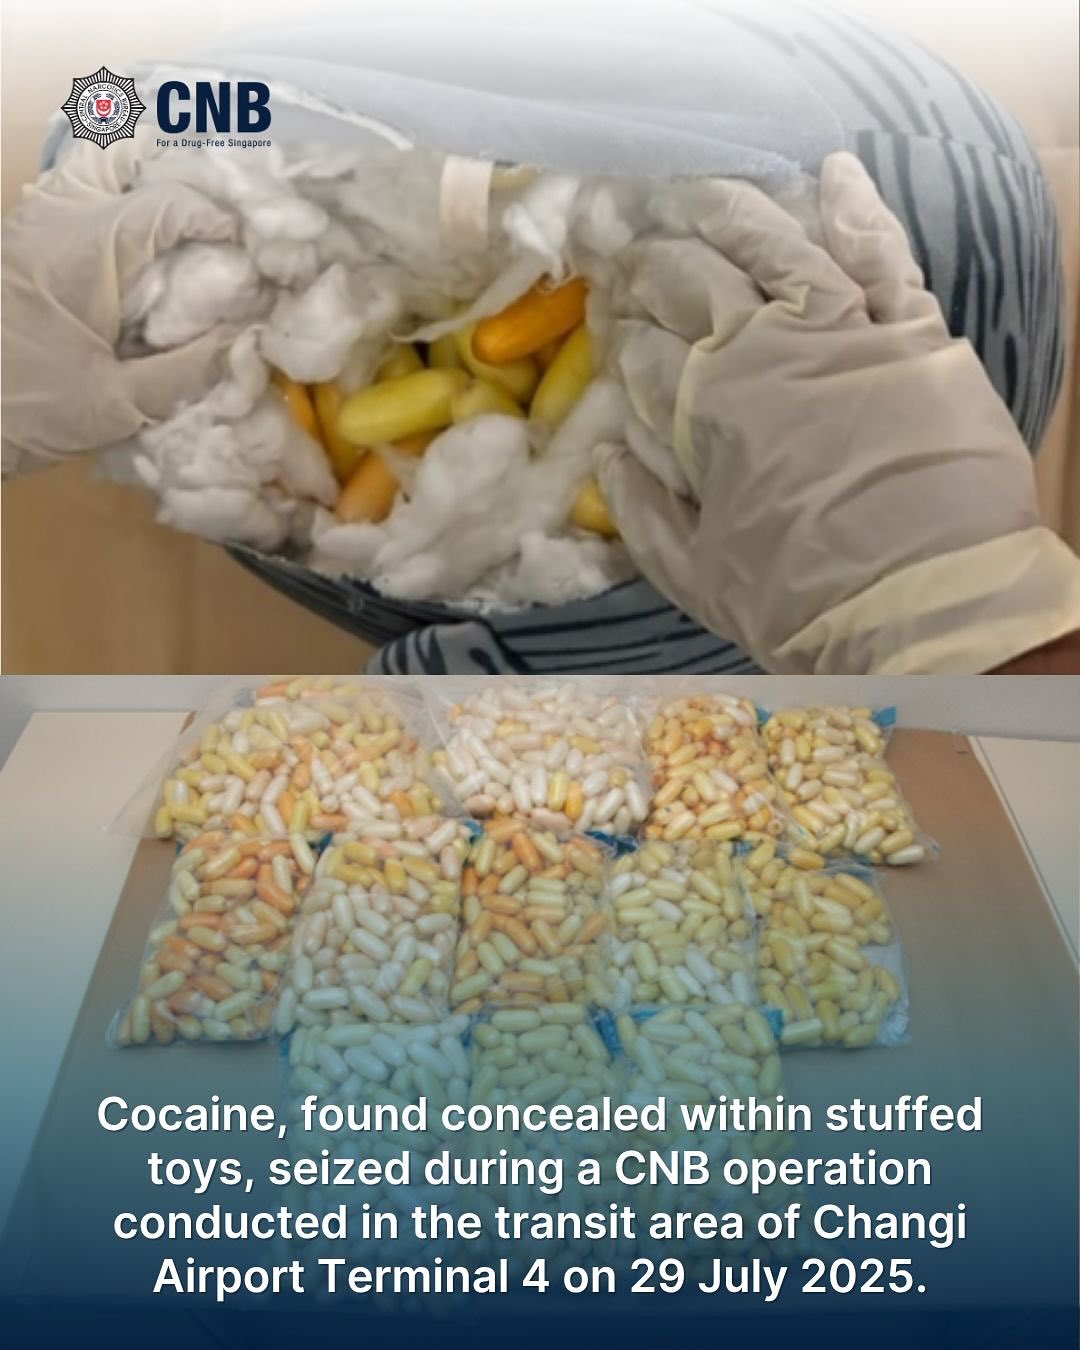 CENTRAL NARCOTICS BUREAU
SINGAPORE
CNB
For a Drug-Free Singapore
Cocaine, found concealed within stuffed
toys, seized during a CNB operation
conducted in the transit area of Changi
Airport Terminal 4 on 29 July 2025.